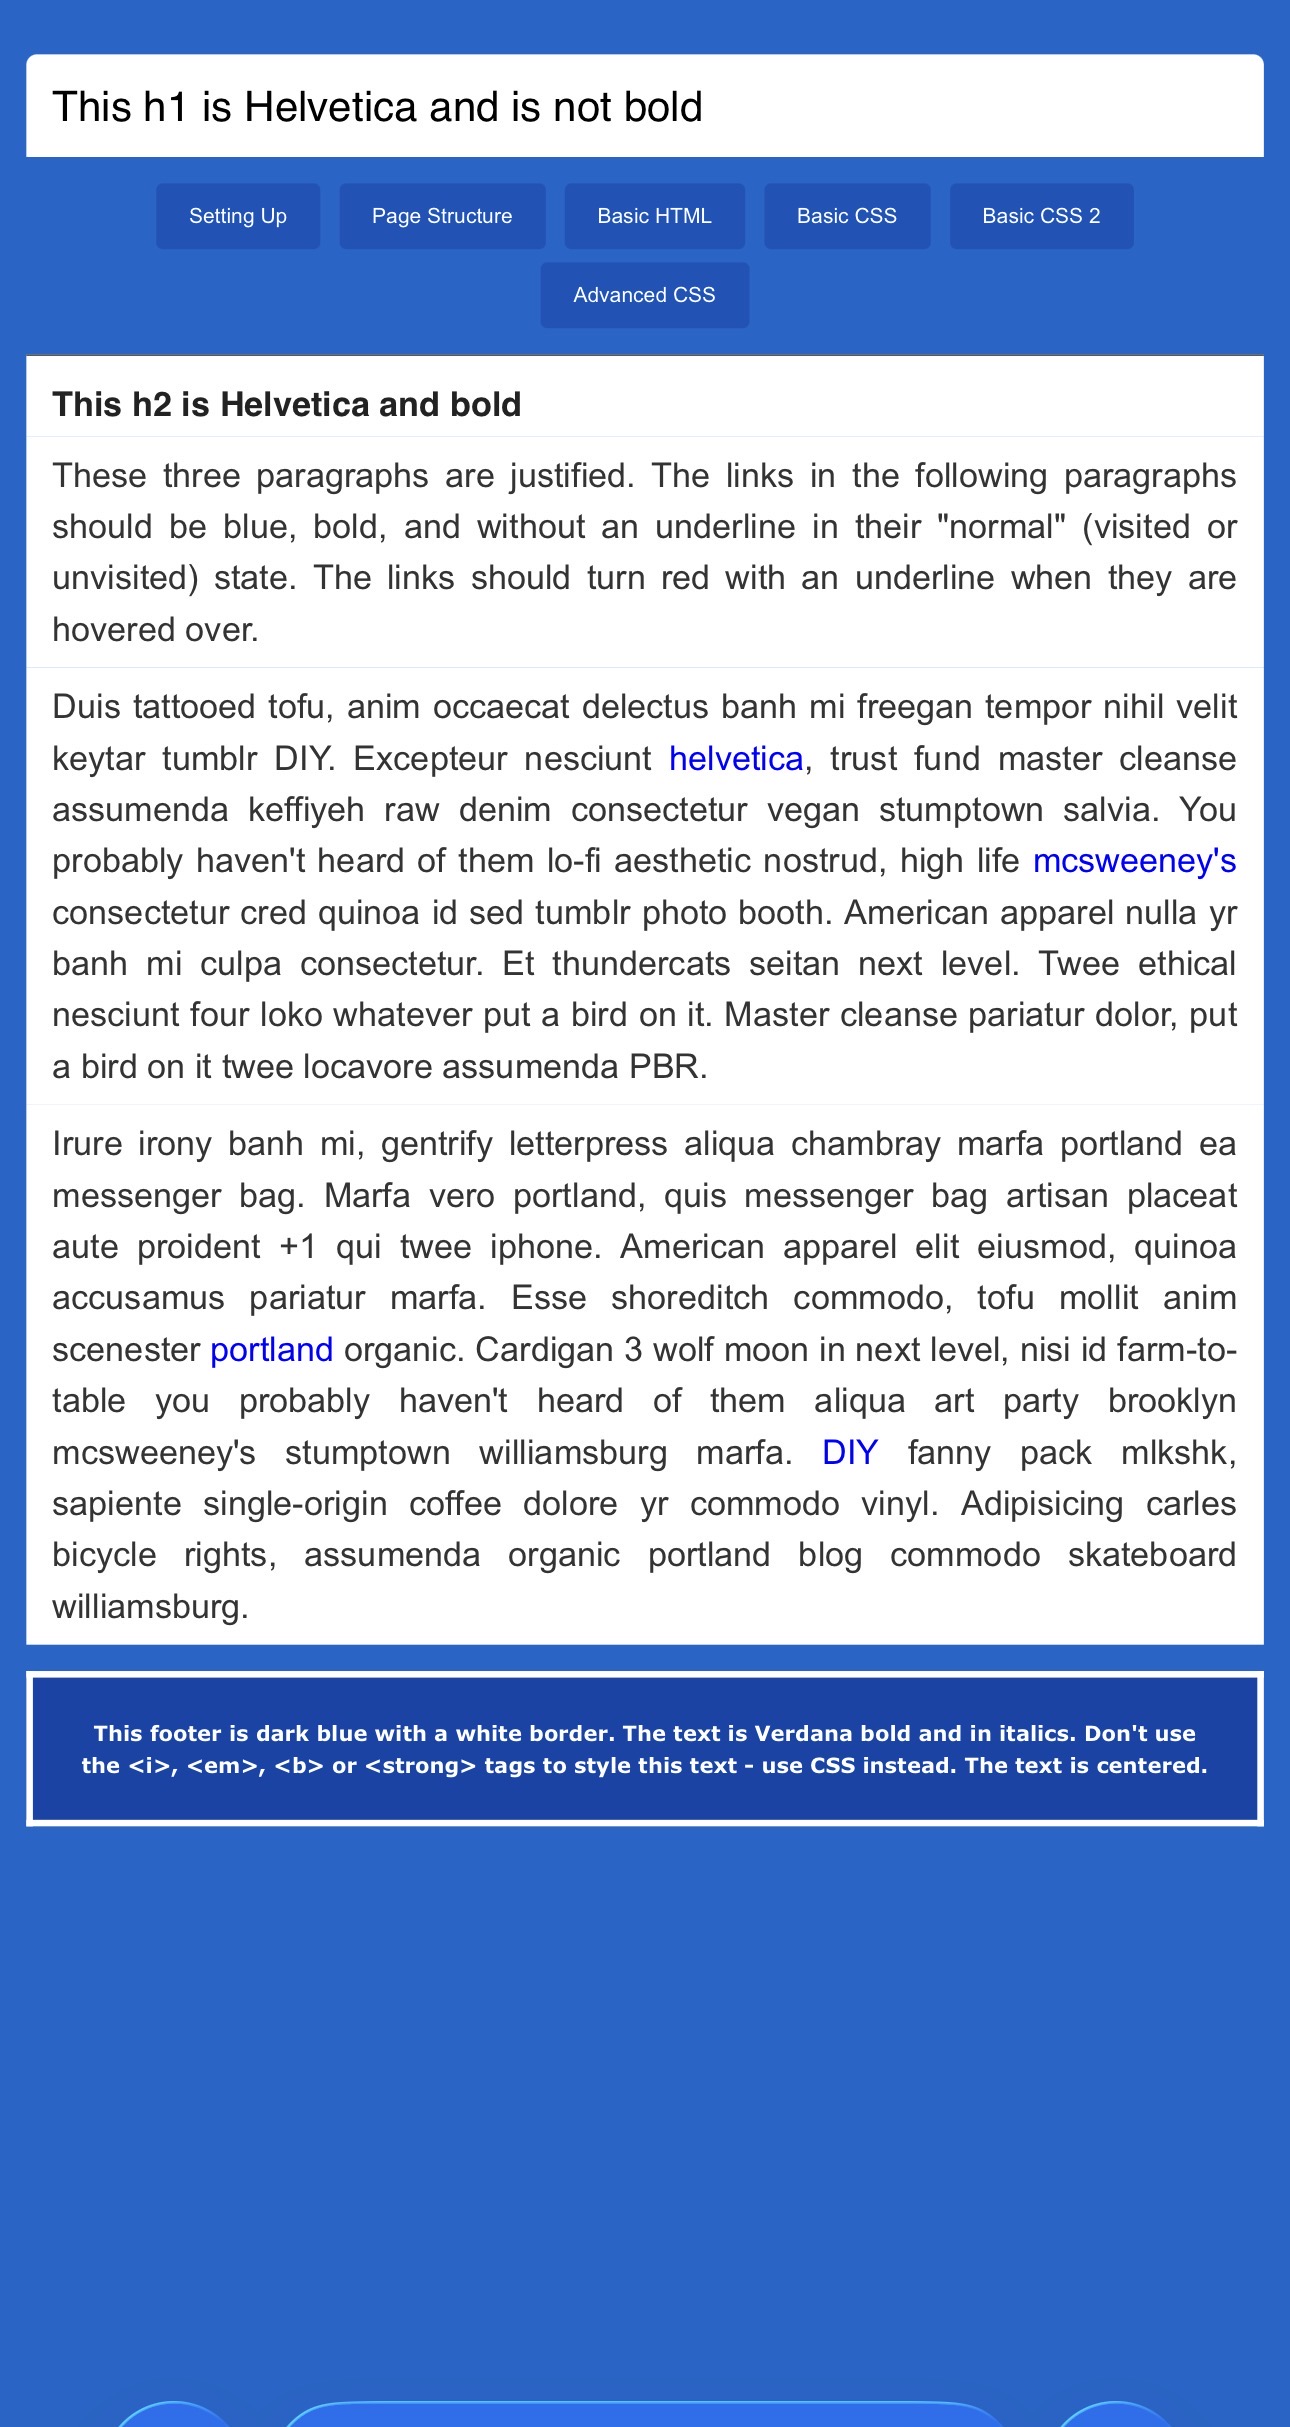 This h1 is Helvetica and is not bold
Setting Up
Page Structure
Basic HTML
Basic CSS
Basic CSS 2
Advanced CSS
This h2 is Helvetica and bold
These three paragraphs are justified. The links in the following paragraphs
should be blue, bold, and without an underline in their "normal" (visited or
unvisited) state. The links should turn red with an underline when they are
hovered over.
Duis tattooed tofu, anim occaecat delectus banh mi freegan tempor nihil velit
keytar tumblr DIY. Excepteur nesciunt helvetica, trust fund master cleanse
assumenda keffiyeh raw denim consectetur vegan stumptown salvia. You
probably haven't heard of them lo-fi aesthetic nostrud, high life mcsweeney's
consectetur cred quinoa id sed tumblr photo booth. American apparel nulla yr
banh mi culpa consectetur. Et thundercats seitan next level. Twee ethical
nesciunt four loko whatever put a bird on it. Master cleanse pariatur dolor, put
a bird on it twee locavore assumenda PBR.
Irure irony banh mi, gentrify letterpress aliqua chambray marfa portland ea
messenger bag. Marfa vero portland, quis messenger bag artisan placeat
aute proident +1 qui twee iphone. American apparel elit eiusmod, quinoa
accusamus pariatur marfa. Esse shoreditch commodo, tofu mollit anim
scenester portland organic. Cardigan 3 wolf moon in next level, nisi id farm-to-
table you probably haven't heard of them aliqua art party brooklyn
mcsweeney's stumptown williamsburg marfa. DIY fanny pack mlkshk,
sapiente single-origin coffee dolore yr commodo vinyl. Adipisicing carles
bicycle rights, assumenda organic portland blog commodo skateboard
williamsburg.
This footer is dark blue with a white border. The text is Verdana bold and in italics. Don't use
the <i>, <em>, <b> or <strong> tags to style this text - use CSS instead. The text is centered.